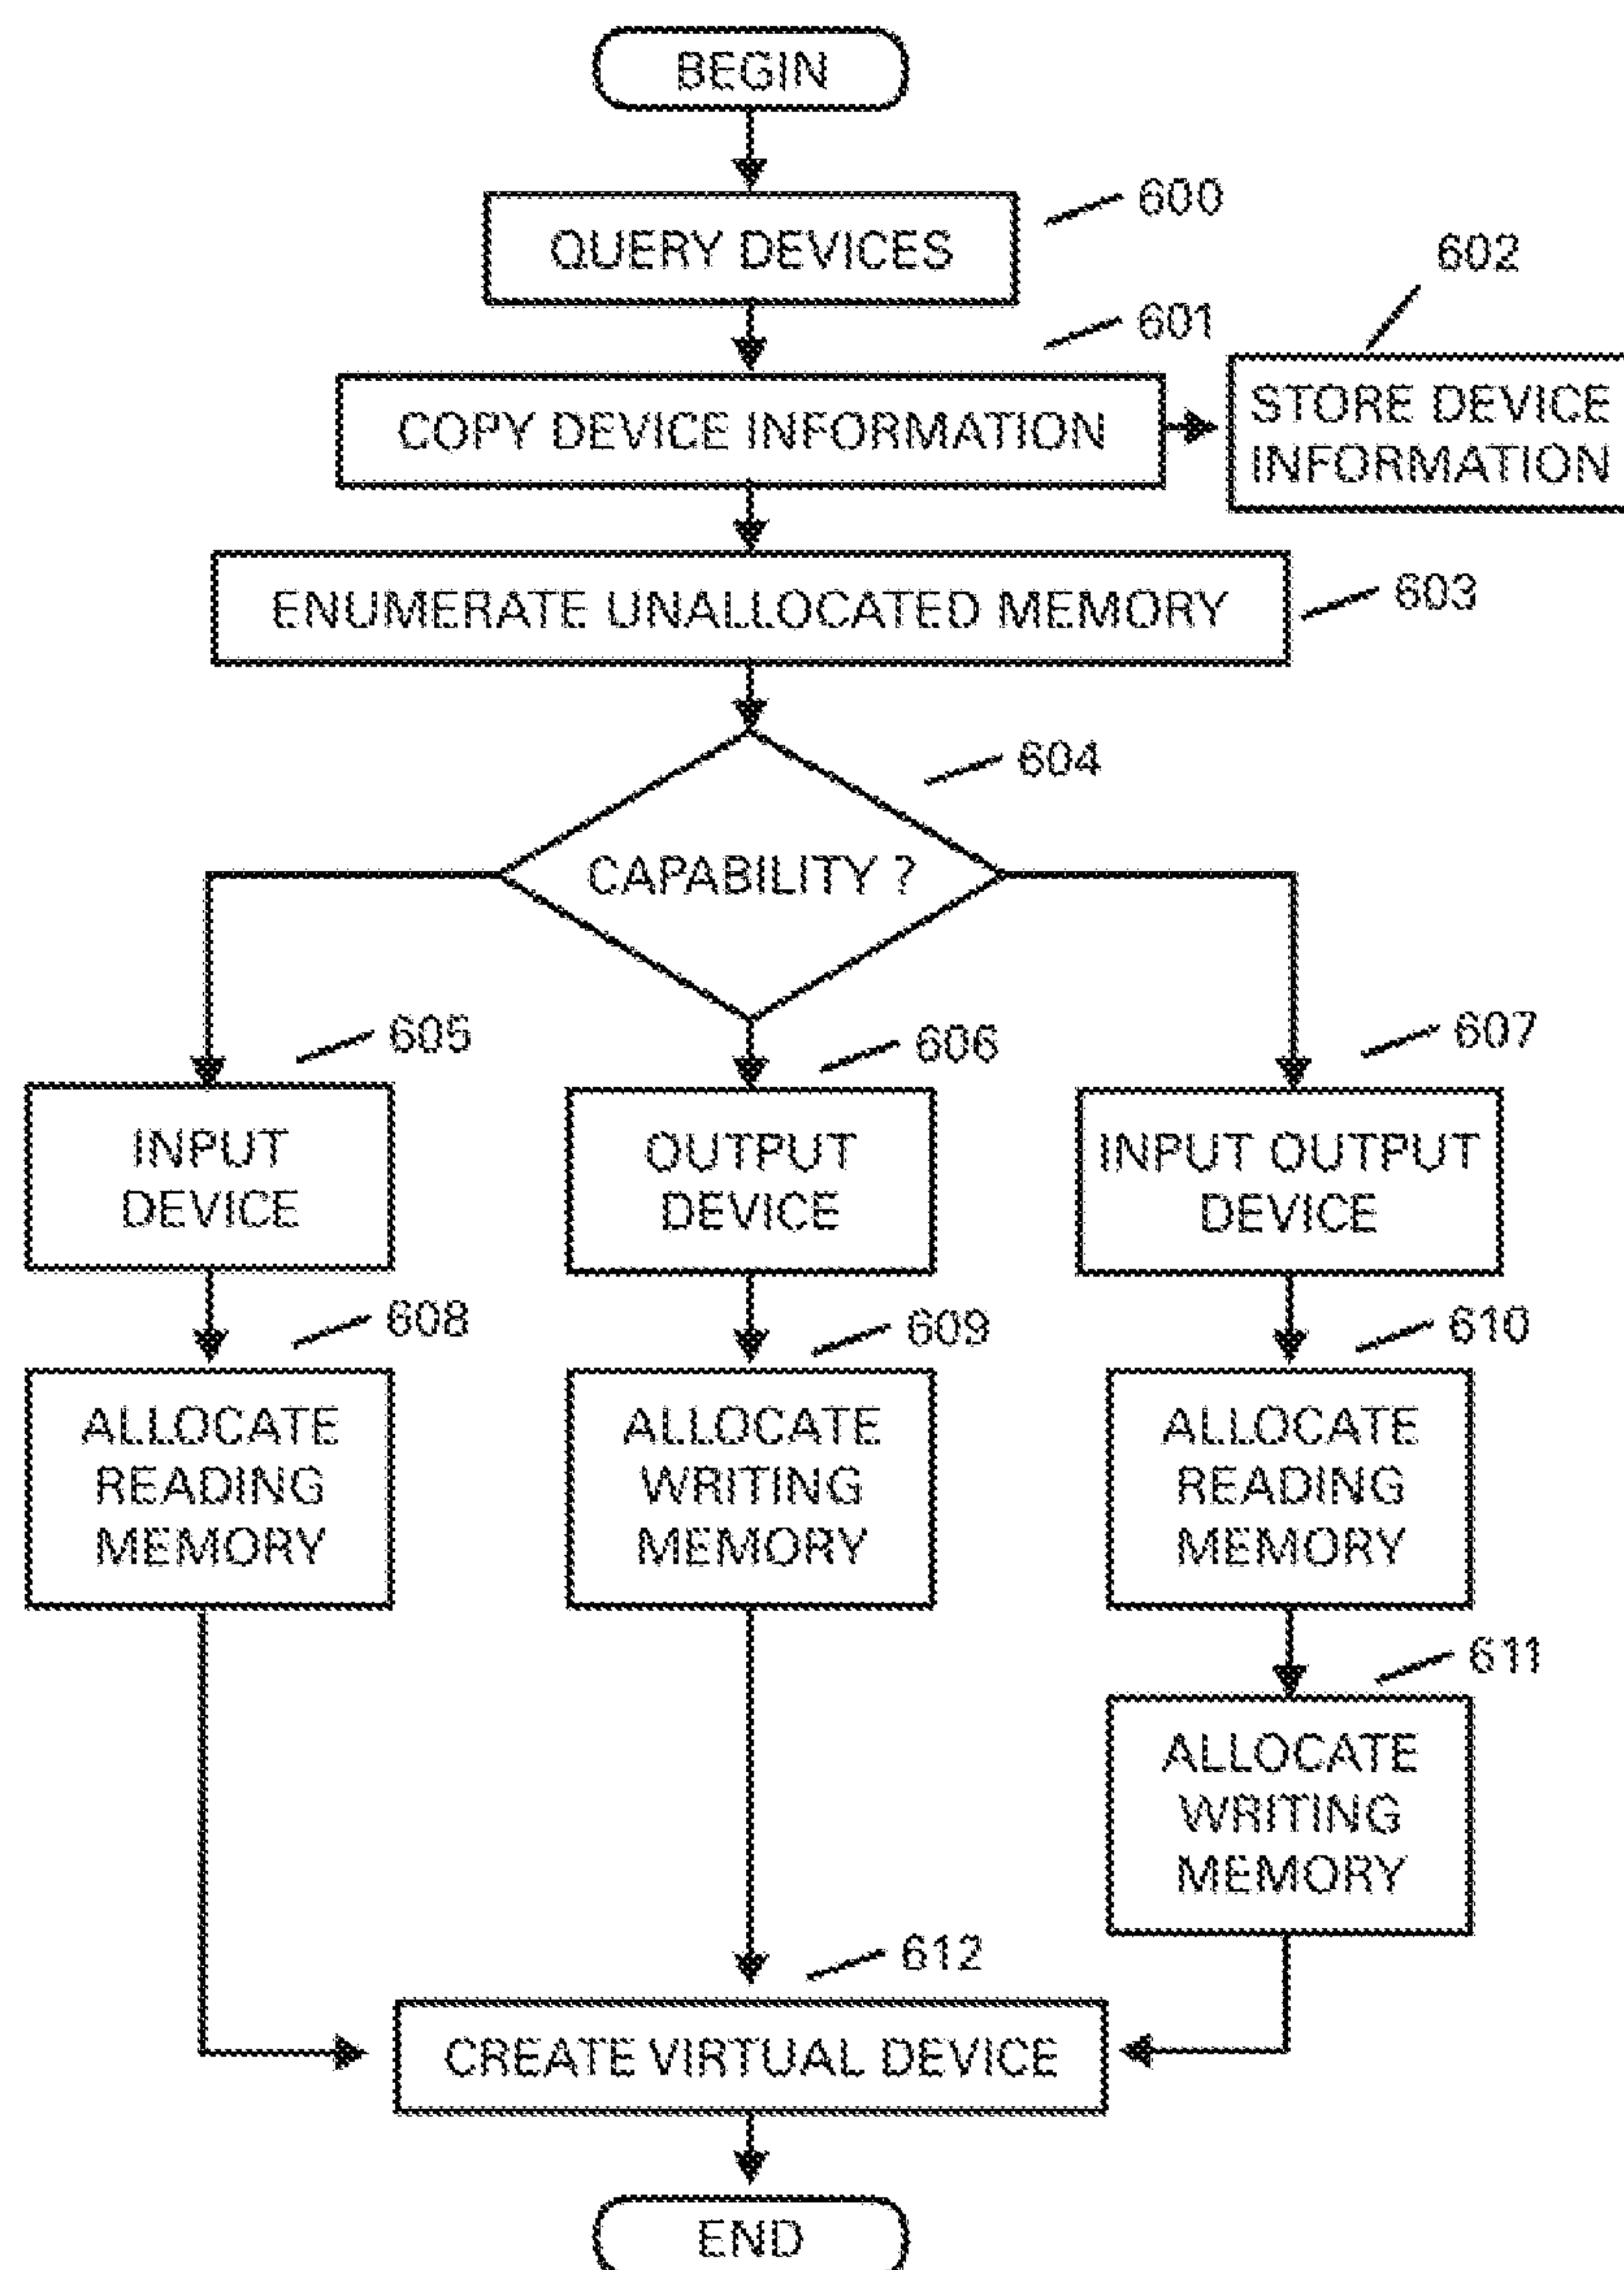 BEGIN
600
QUERY DEVICES
602
601
STORE DEVICE
INFORMATION
COPY DEVICE INFORMATION
ENUMERATE UNALLOCATED MEMORY
603
604
CAPABILITY ?
605
606
607
INPUT
DEVICE
OUTPUT
DEVICE
INPUT OUTPUT
DEVICE
608
609
610
ALLOCATE
READING
MEMORY
ALLOCATE
WRITING
MEMORY
ALLOCATE
READING
MEMORY
611
ALLOCATE
WRITING
MEMORY
612
CREATE VIRTUAL DEVICE
END